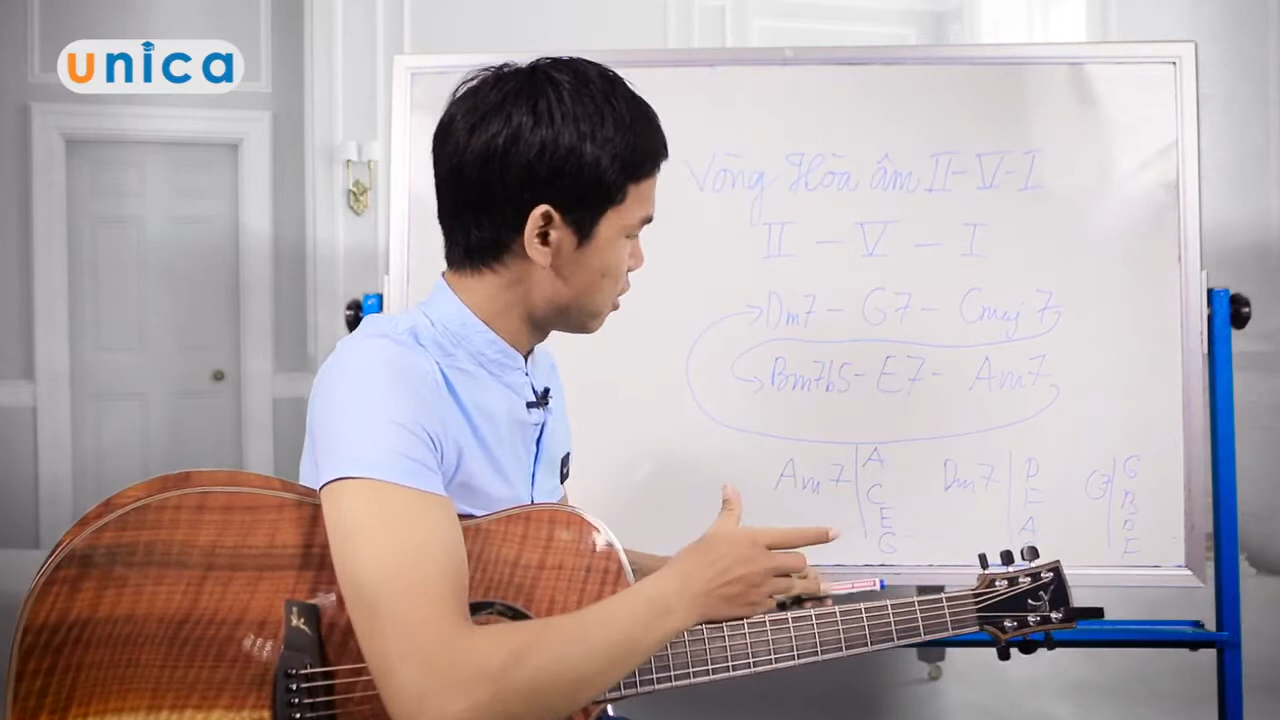 unica
Vòng Hòa âm II-V-I
II – V – I
Dm7 – G7 – Cmaj7
Bm7b5 – E7 – Am7
Am7 | A C E G
Dm7 | D F A
G7 | G B D F